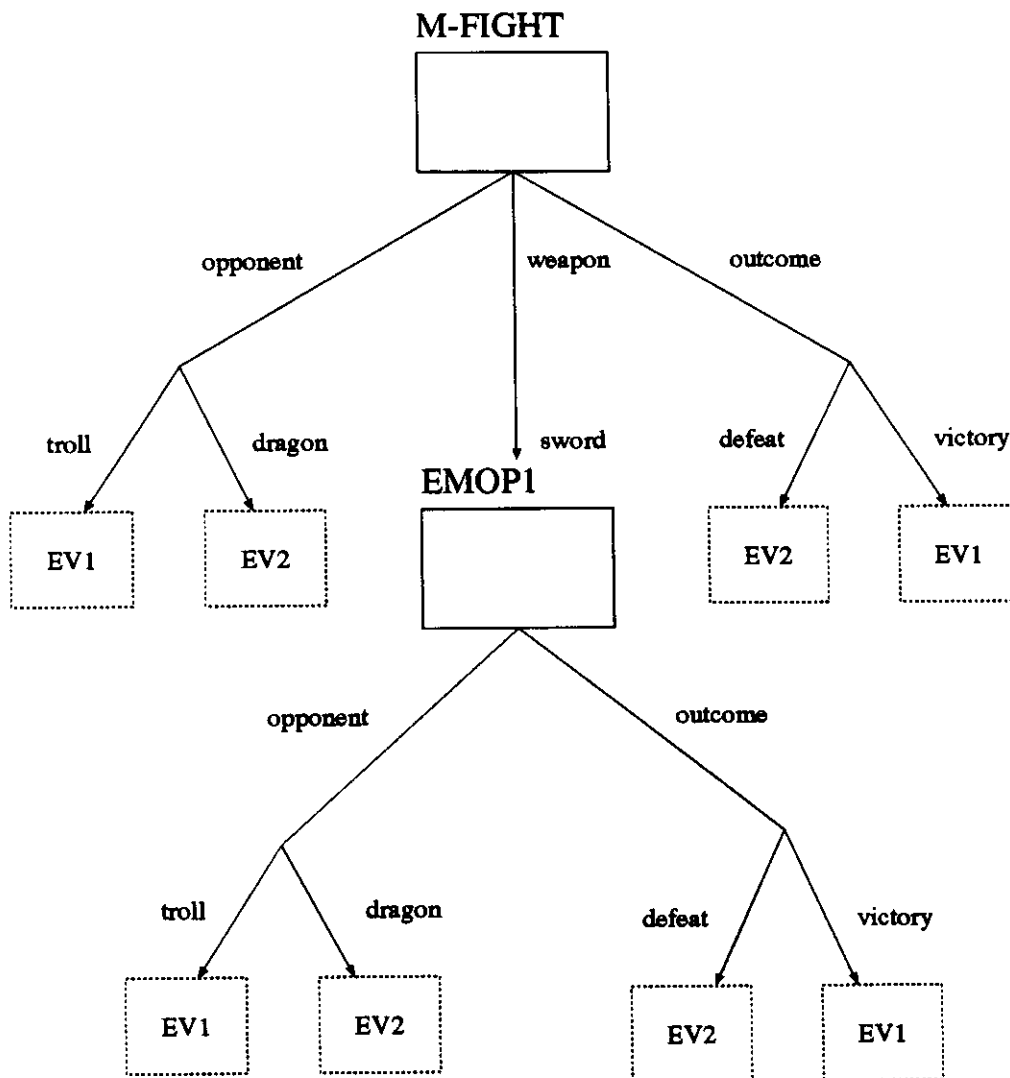 M-FIGHT
opponent
weapon
outcome
troll
dragon
sword
defeat
victory
EMOP1
EV1
EV2
EV2
EV1
opponent
outcome
troll
dragon
defeat
victory
EV1
EV2
EV2
EV1